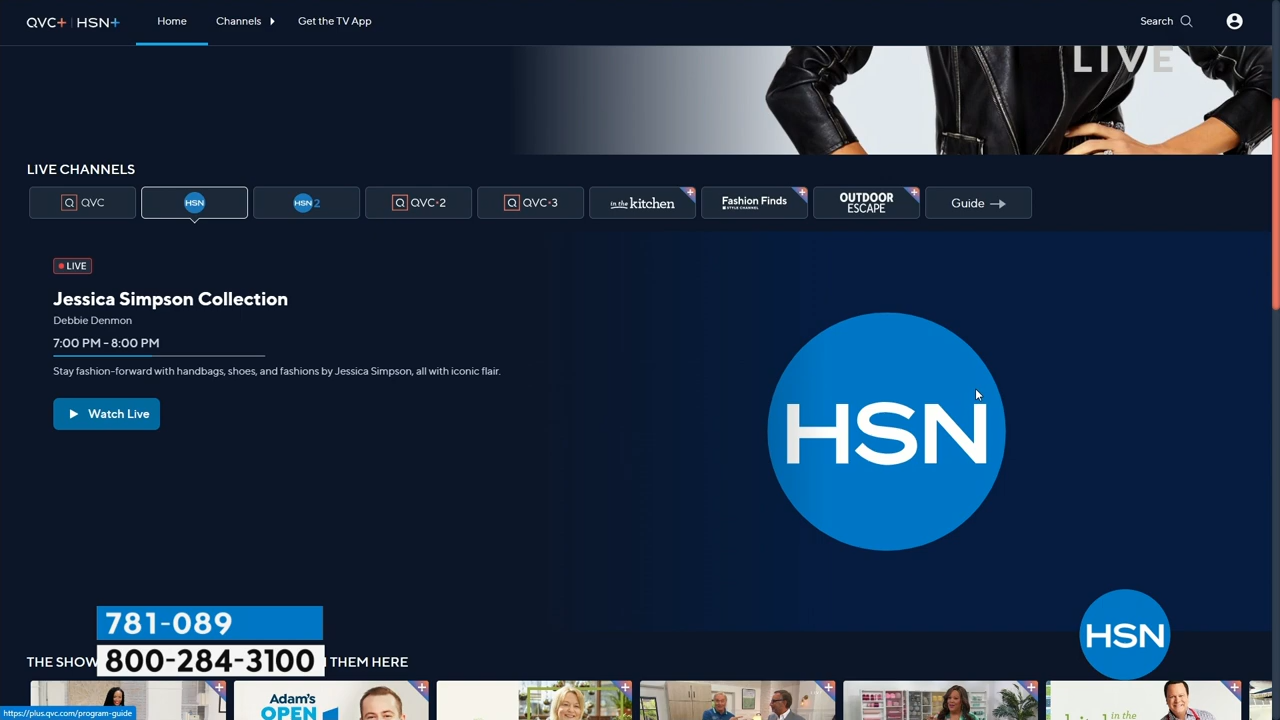 QVC+ | HSN+
Home
Channels
Get the TV App
Search
LIVE
LIVE CHANNELS
QVC
HSN
HSN 2
QVC•2
QVC•3
in the kitchen
Fashion Finds
STYLE CHANNEL
OUTDOOR ESCAPE
Guide
LIVE
Jessica Simpson Collection
Debbie Denmon
7:00 PM - 8:00 PM
Stay fashion-forward with handbags, shoes, and fashions by Jessica Simpson, all with iconic flair.
Watch Live
HSN
781-089
HSN
THE SHOW
800-284-3100
THEM HERE
Adam's
OPEN
in the
https://plus.qvc.com/program-guide